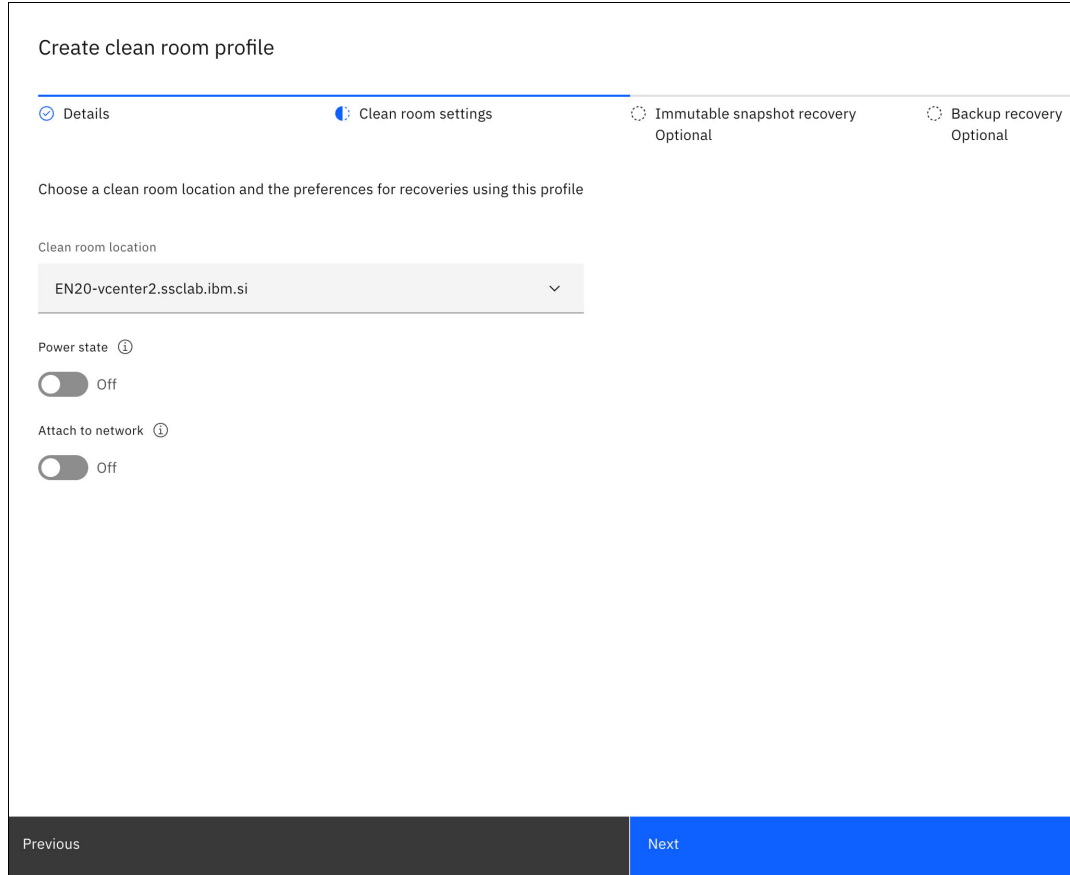 Create clean room profile
Details
Clean room settings
Immutable snapshot recovery
Optional
Backup recovery
Optional
Choose a clean room location and the preferences for recoveries using this profile
Clean room location
EN20-vcenter2.ssclab.ibm.si
Power state
Off
Attach to network
Off
Previous
Next